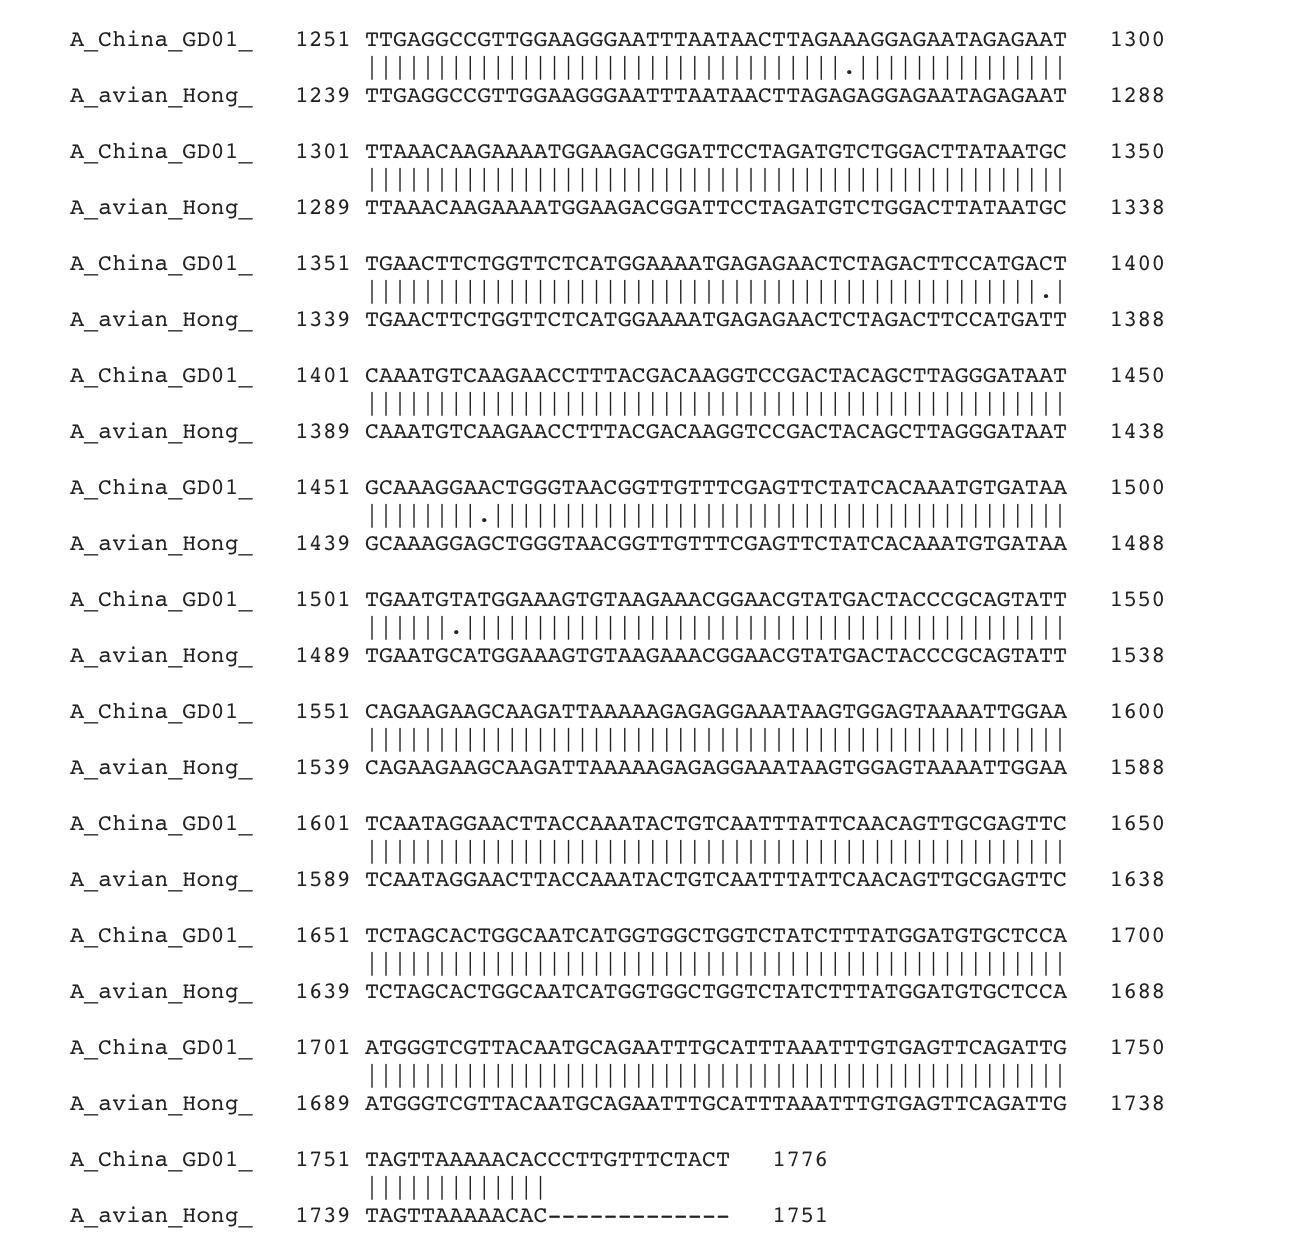 A_China_GD01_ 1251 TTGAGGCCGTTGGAAGGGAATTTAATAACTTAGAAAGGAGAATAGAGAAT 1300
||||||||||||||||||||||||||||||||||.|||||||||||||||
A_avian_Hong_ 1239 TTGAGGCCGTTGGAAGGGAATTTAATAACTTAGAGAGGAGAATAGAGAAT 1288
A_China_GD01_ 1301 TTAAACAAGAAAATGGAAGACGGATTCCTAGATGTCTGGACTTATAATGC 1350
||||||||||||||||||||||||||||||||||||||||||||||||||
A_avian_Hong_ 1289 TTAAACAAGAAAATGGAAGACGGATTCCTAGATGTCTGGACTTATAATGC 1338
A_China_GD01_ 1351 TGAACTTCTGGTTCTCATGGAAAATGAGAGAACTCTAGACTTCCATGACT 1400
||||||||||||||||||||||||||||||||||||||||||||||||.|
A_avian_Hong_ 1339 TGAACTTCTGGTTCTCATGGAAAATGAGAGAACTCTAGACTTCCATGATT 1388
A_China_GD01_ 1401 CAAATGTCAAGAACCTTTACGACAAGGTCCGACTACAGCTTAGGGATAAT 1450
||||||||||||||||||||||||||||||||||||||||||||||||||
A_avian_Hong_ 1389 CAAATGTCAAGAACCTTTACGACAAGGTCCGACTACAGCTTAGGGATAAT 1438
A_China_GD01_ 1451 GCAAAGGAACTGGGTAACGGTTGTTTCGAGTTCTATCACAAATGTGATAA 1500
||||||||.|||||||||||||||||||||||||||||||||||||||||
A_avian_Hong_ 1439 GCAAAGGAGCTGGGTAACGGTTGTTTCGAGTTCTATCACAAATGTGATAA 1488
A_China_GD01_ 1501 TGAATGTATGGAAAGTGTAAGAAACGGAACGTATGACTACCCGCAGTATT 1550
||||||.|||||||||||||||||||||||||||||||||||||||||||
A_avian_Hong_ 1489 TGAATGCATGGAAAGTGTAAGAAACGGAACGTATGACTACCCGCAGTATT 1538
A_China_GD01_ 1551 CAGAAGAAGCAAGATTAAAAAGAGAGGAAATAAGTGGAGTAAAATTGGAA 1600
||||||||||||||||||||||||||||||||||||||||||||||||||
A_avian_Hong_ 1539 CAGAAGAAGCAAGATTAAAAAGAGAGGAAATAAGTGGAGTAAAATTGGAA 1588
A_China_GD01_ 1601 TCAATAGGAACTTACCAAATACTGTCAATTTATTCAACAGTTGCGAGTTC 1650
||||||||||||||||||||||||||||||||||||||||||||||||||
A_avian_Hong_ 1589 TCAATAGGAACTTACCAAATACTGTCAATTTATTCAACAGTTGCGAGTTC 1638
A_China_GD01_ 1651 TCTAGCACTGGCAATCATGGTGGCTGGTCTATCTTTATGGATGTGCTCCA 1700
||||||||||||||||||||||||||||||||||||||||||||||||||
A_avian_Hong_ 1639 TCTAGCACTGGCAATCATGGTGGCTGGTCTATCTTTATGGATGTGCTCCA 1688
A_China_GD01_ 1701 ATGGGTCGTTACAATGCAGAATTTGCATTTAAATTTGTGAGTTCAGATTG 1750
||||||||||||||||||||||||||||||||||||||||||||||||||
A_avian_Hong_ 1689 ATGGGTCGTTACAATGCAGAATTTGCATTTAAATTTGTGAGTTCAGATTG 1738
A_China_GD01_ 1751 TAGTTAAAAACACCCTTGTTTCTACT 1776
|||||||||||||
A_avian_Hong_ 1739 TAGTTAAAAACAC------------- 1751